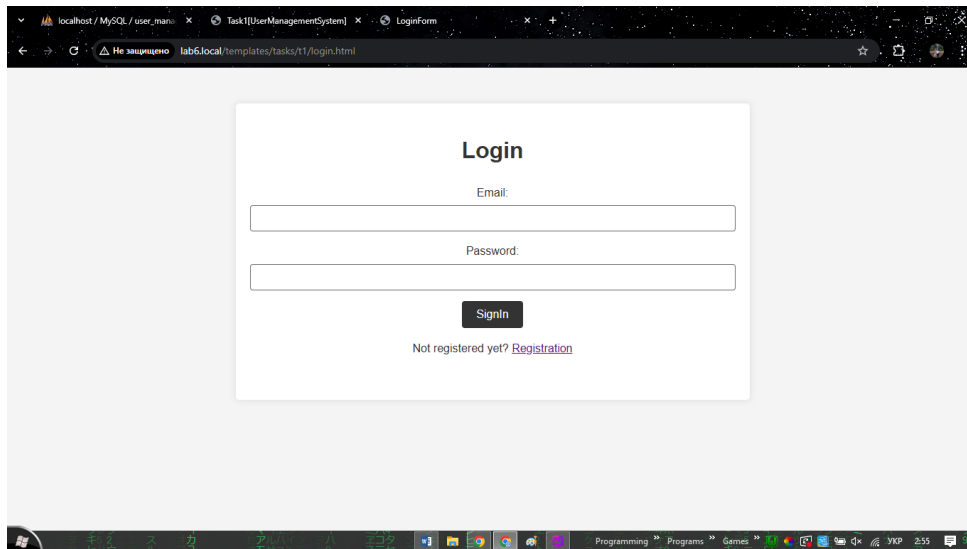 localhost / MySQL / user_mana
Task1[UserManagementSystem]
LoginForm
Не защищено
lab6.local/templates/tasks/t1/login.html
Login
Email:
Password:
SignIn
Not registered yet? Registration
Programming
Programs
Games
УКР
2:55